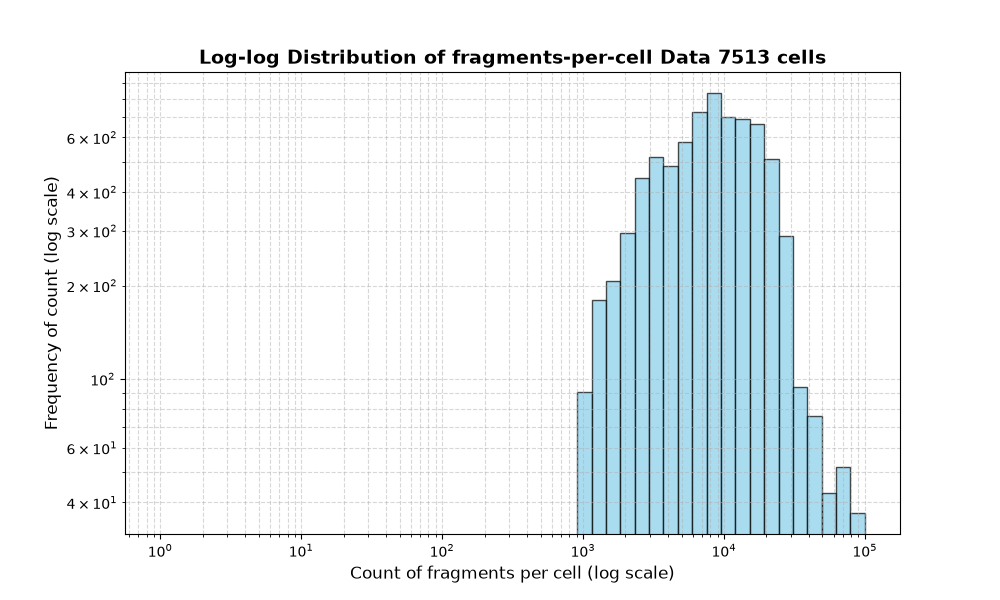 Log-log Distribution of fragments-per-cell Data 7513 cells
Frequency of count (log scale)
6 × 10²
4 × 10²
3 × 10²
2 × 10²
10²
6 × 10¹
4 × 10¹
10⁰ 10¹ 10² 10³ 10⁴ 10⁵
Count of fragments per cell (log scale)